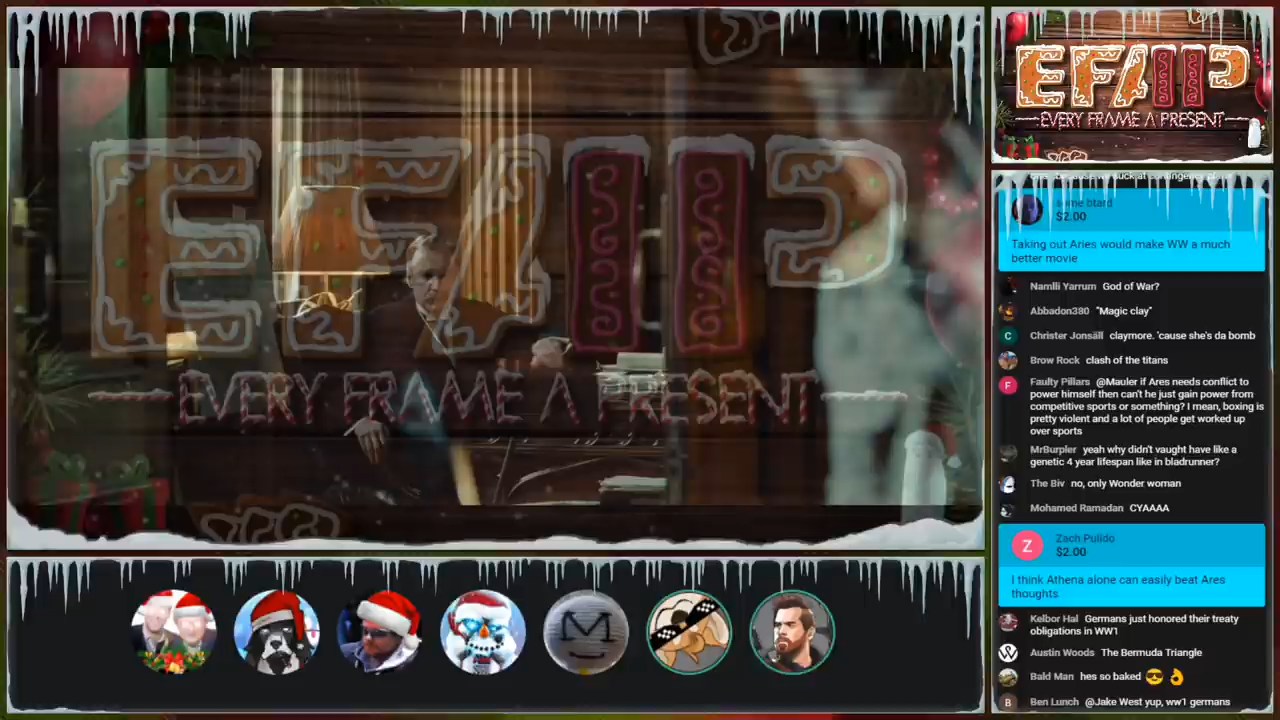 EFAP
EVERY FRAME A PRESENT
EFAP
EVERY FRAME A PRESENT
$2.00
Taking out Aries would make WW a much
better movie
Namlli Yarrum God of War?
Abbadon380 "Magic clay"
Christer Jonsäll claymore. 'cause she's da bomb
Brow Rock clash of the titans
Faulty Pillars @Mauler if Ares needs conflict to
power himself then can't he just gain power from
competitive sports or something? I mean, boxing is
pretty violent and a lot of people get worked up
over sports
MrBurpler yeah why didn't vaught have like a
genetic 4 year lifespan like in bladrunner?
The Biv no, only Wonder woman
Mohamed Ramadan CYAAAA
Z
Zach Pulido
$2.00
I think Athena alone can easily beat Ares
thoughts
Kelbor Hal Germans just honored their treaty
obligations in WW1
Austin Woods The Bermuda Triangle
Bald Man hes so baked 😎 👌
Ben Lunch @Jake West yup, ww1 germans
M